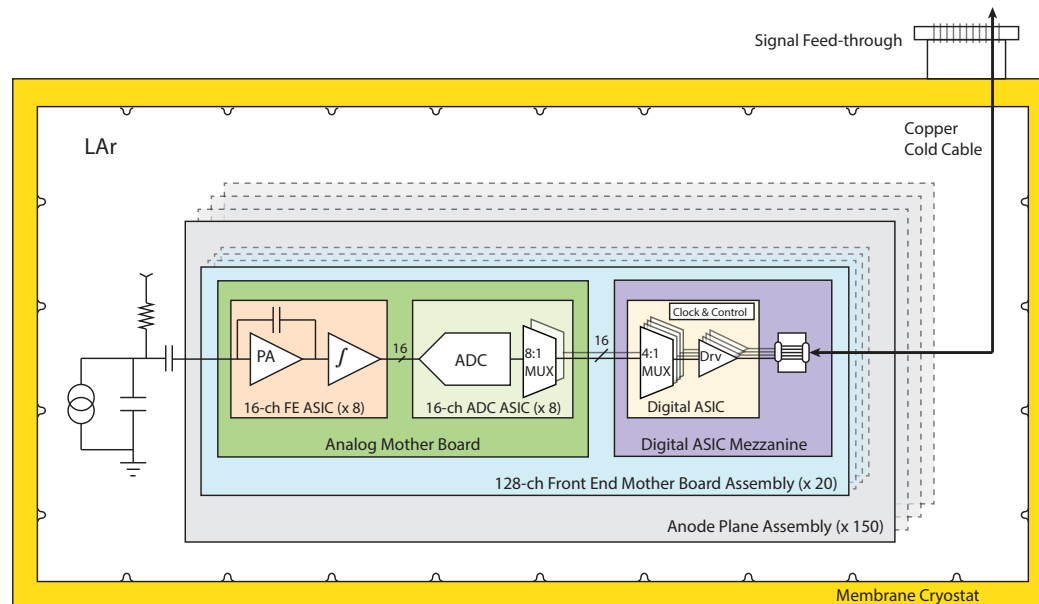 Signal Feed-through
Copper
Cold Cable
LAr
Clock & Control
PA
∫
16
ADC
8:1
MUX
16
4:1
MUX
Drv
16-ch FE ASIC (x 8)
16-ch ADC ASIC (x 8)
Digital ASIC
Analog Mother Board
Digital ASIC Mezzanine
128-ch Front End Mother Board Assembly (x 20)
Anode Plane Assembly (x 150)
Membrane Cryostat